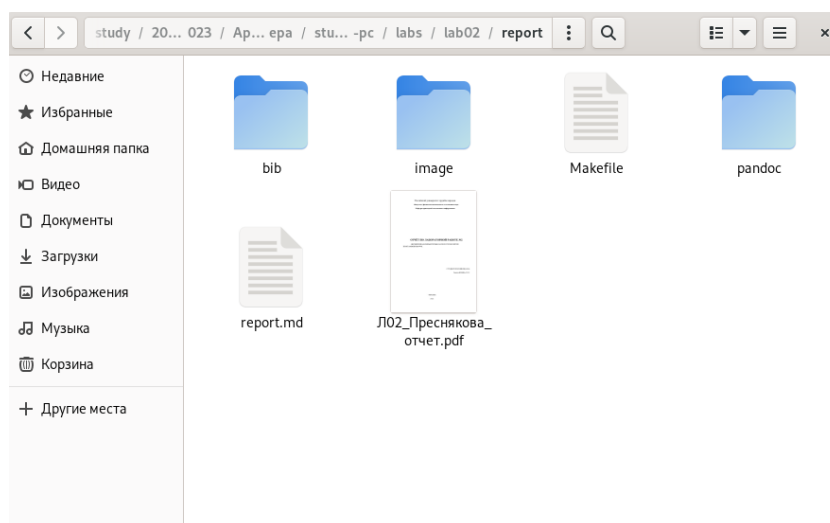 study / 20… 023 / Ap… ера / stu… -pc / labs / lab02 / report
Недавние
Избранные
Домашняя папка
Видео
Документы
Загрузки
Изображения
Музыка
Корзина
Другие места
bib
image
Makefile
pandoc
report.md
Л02_Преснякова_
отчет.pdf